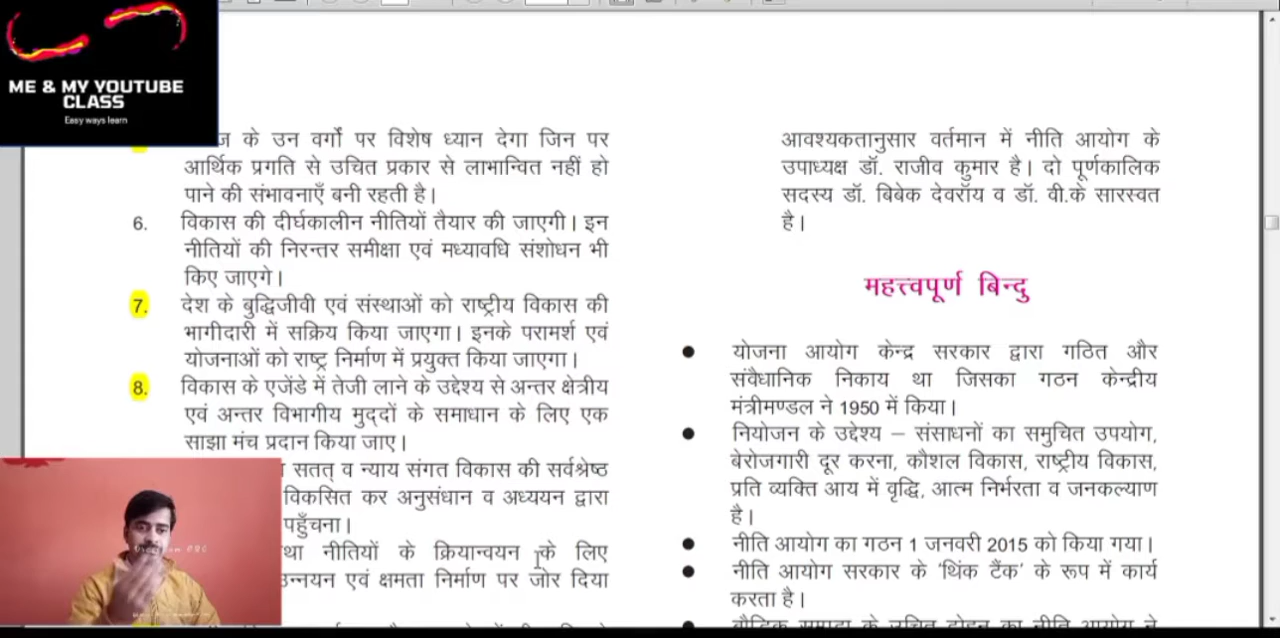 ME & MY YOUTUBE
CLASS
Easy ways learn
के उन वर्गों पर विशेष ध्यान देगा जिन पर
आर्थिक प्रगति से उचित प्रकार से लाभान्वित नहीं हो
पाने की संभावनाएँ बनी रहती है।
6. विकास की दीर्घकालीन नीतियों तैयार की जाएगी। इन
नीतियों की निरन्तर समीक्षा एवं मध्यावधि संशोधन भी
किए जाएगे।
7. देश के बुद्धिजीवी एवं संस्थाओं को राष्ट्रीय विकास की
भागीदारी में सक्रिय किया जाएगा। इनके परामर्श एवं
योजनाओं को राष्ट्र निर्माण में प्रयुक्त किया जाएगा।
8. विकास के एजेंडे में तेजी लाने के उद्देश्य से अन्तर क्षेत्रीय
एवं अन्तर विभागीय मुद्दों के समाधान के लिए एक
साझा मंच प्रदान किया जाए।
सतत् व न्याय संगत विकास की सर्वश्रेष्ठ
विकसित कर अनुसंधान व अध्ययन द्वारा
पहुँचना।
नीतियों के क्रियान्वयन के लिए
एवं क्षमता निर्माण पर जोर दिया
आवश्यकतानुसार वर्तमान में नीति आयोग के
उपाध्यक्ष डॉ. राजीव कुमार है। दो पूर्णकालिक
सदस्य डॉ. बिबेक देवरॉय व डॉ. वी.के सारस्वत
है।
महत्त्वपूर्ण बिन्दु
● योजना आयोग केन्द्र सरकार द्वारा गठित और
संवैधानिक निकाय था जिसका गठन केन्द्रीय
मंत्रीमण्डल ने 1950 में किया।
● नियोजन के उद्देश्य – संसाधनों का समुचित उपयोग,
बेरोजगारी दूर करना, कौशल विकास, राष्ट्रीय विकास,
प्रति व्यक्ति आय में वृद्धि, आत्म निर्भरता व जनकल्याण
है।
● नीति आयोग का गठन 1 जनवरी 2015 को किया गया।
● नीति आयोग सरकार के 'थिंक टैंक' के रूप में कार्य
करता है।